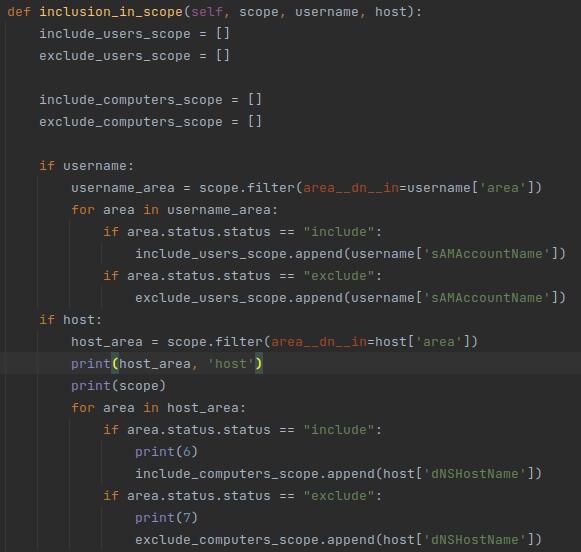 def inclusion_in_scope(self, scope, username, host):
    include_users_scope = []
    exclude_users_scope = []

    include_computers_scope = []
    exclude_computers_scope = []

    if username:
        username_area = scope.filter(area__dn__in=username['area'])
        for area in username_area:
            if area.status.status == "include":
                include_users_scope.append(username['sAMAccountName'])
            if area.status.status == "exclude":
                exclude_users_scope.append(username['sAMAccountName'])
    if host:
        host_area = scope.filter(area__dn__in=host['area'])
        print(host_area, 'host')
        print(scope)
        for area in host_area:
            if area.status.status == "include":
                print(6)
                include_computers_scope.append(host['dNSHostName'])
            if area.status.status == "exclude":
                print(7)
                exclude_computers_scope.append(host['dNSHostName'])